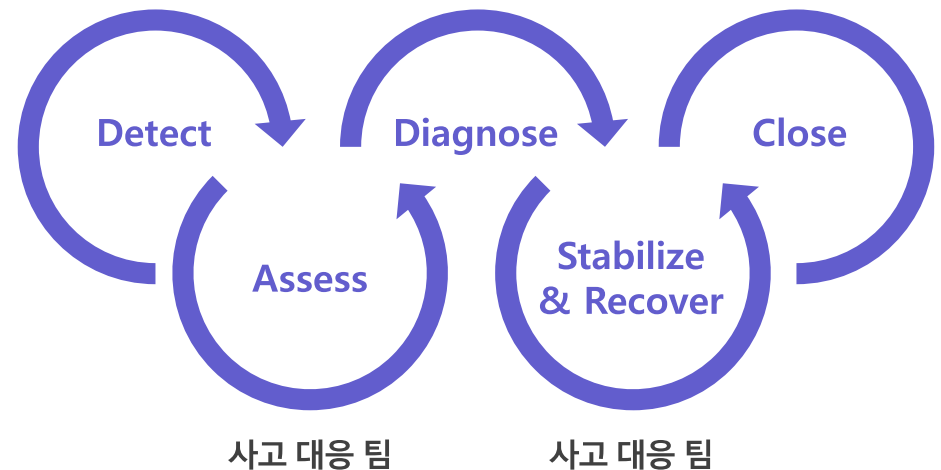 Detect
Diagnose
Close
Assess
Stabilize
& Recover
사고 대응 팀
사고 대응 팀